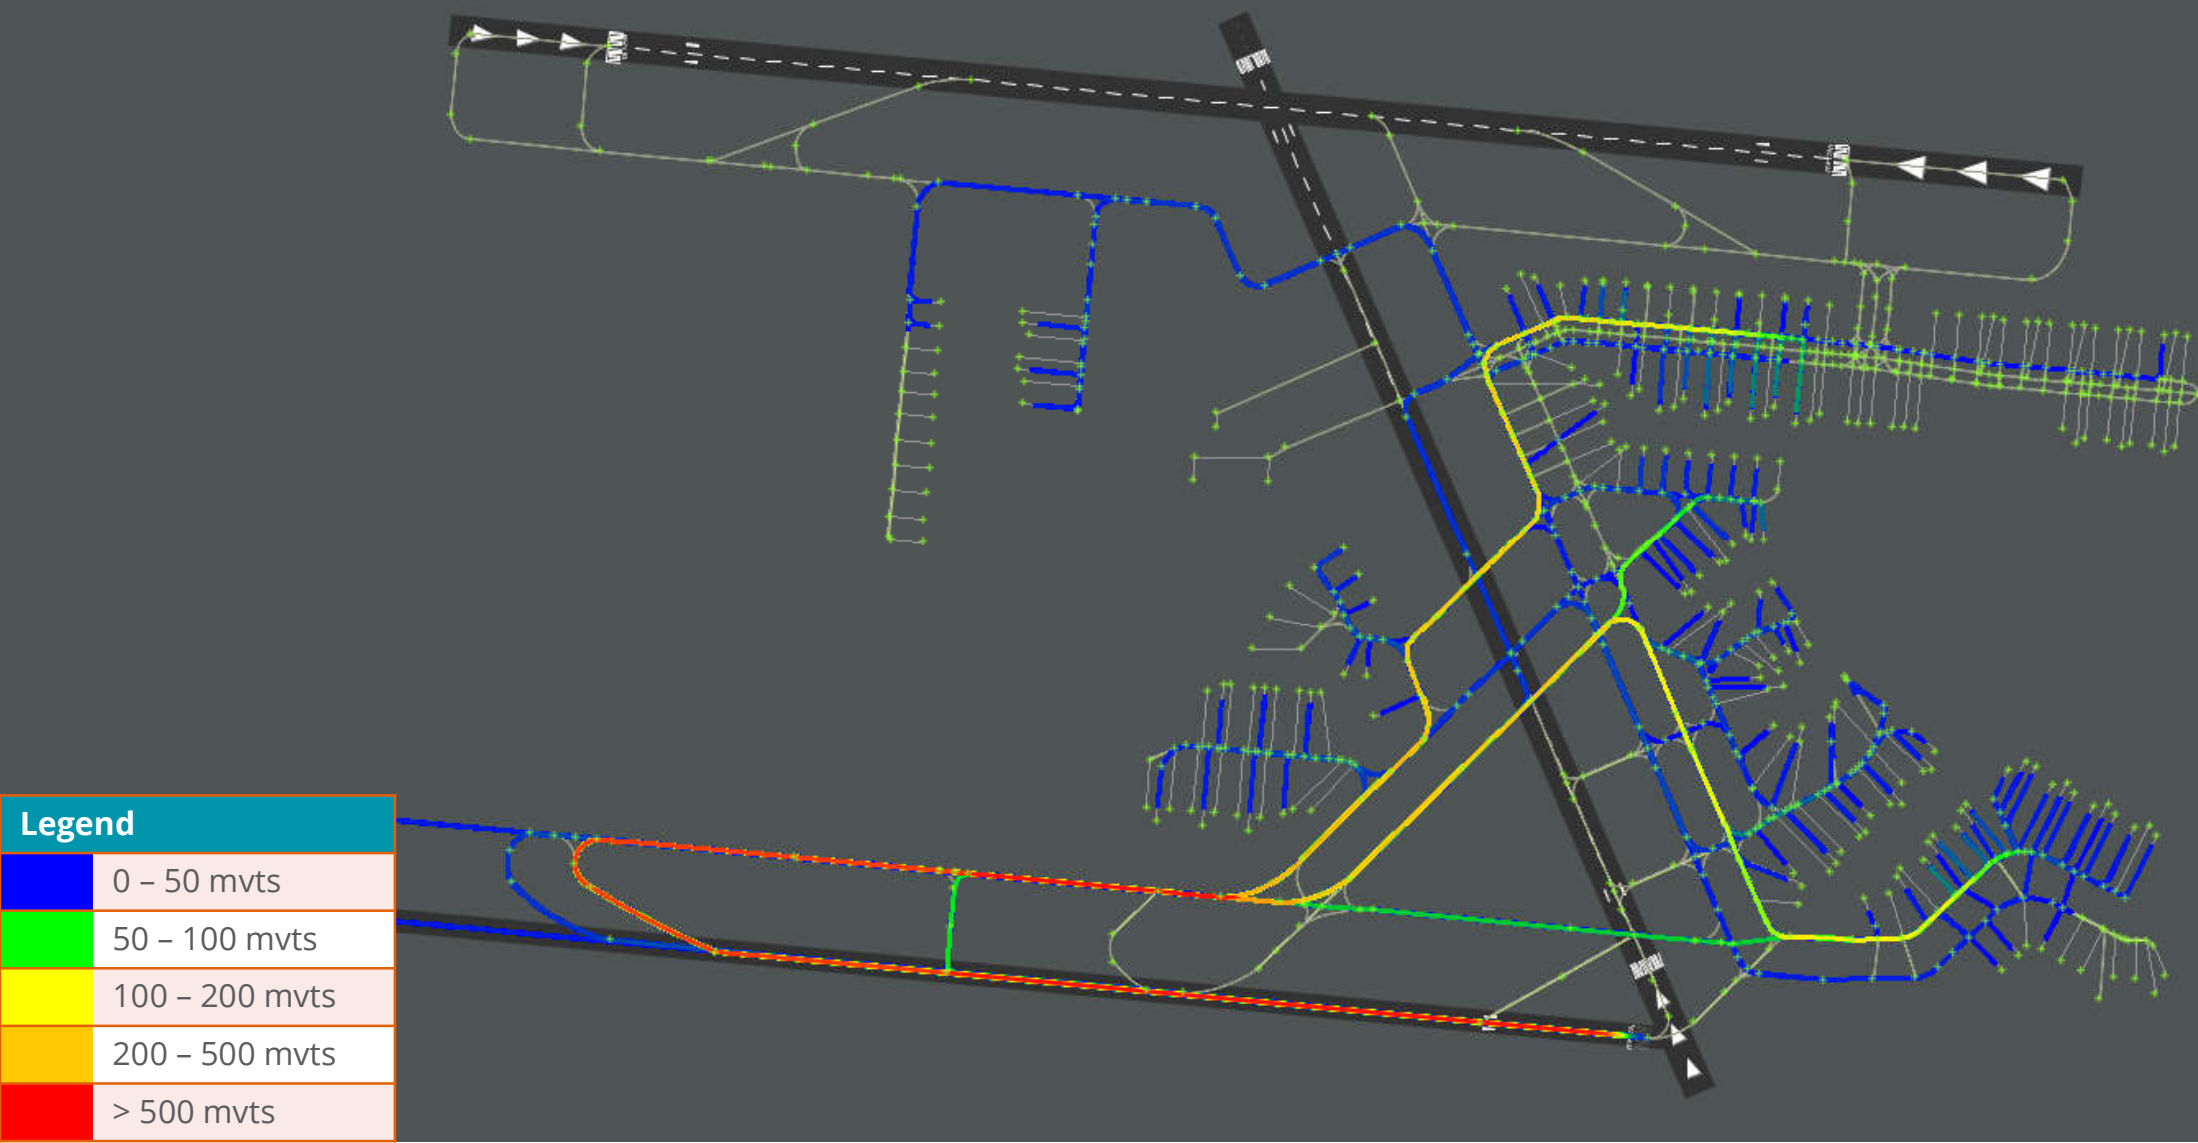 Legend
0 – 50 mvts
50 – 100 mvts
100 – 200 mvts
200 – 500 mvts
> 500 mvts